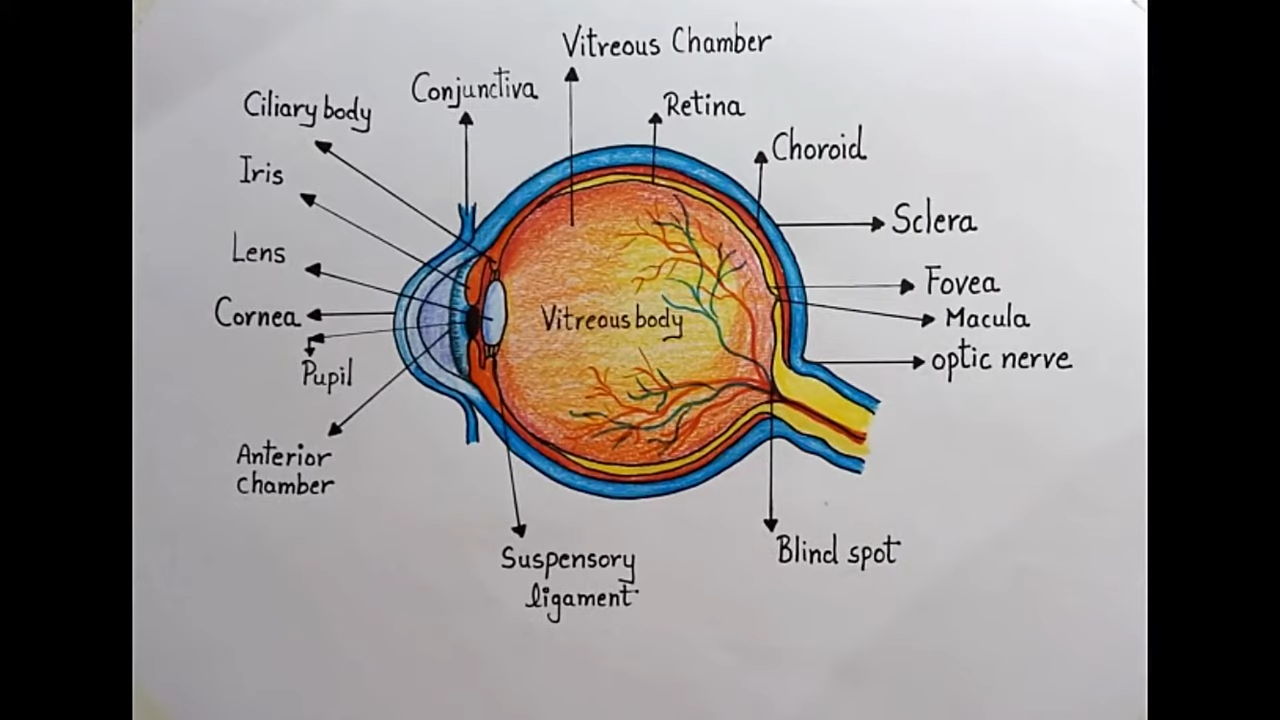 Vitreous Chamber
Conjunctiva
Ciliary body
Retina
Choroid
Iris
Sclera
Lens
Fovea
Cornea
Vitreous body
Macula
optic nerve
Pupil
Anterior
chamber
Blind spot
Suspensory
ligament